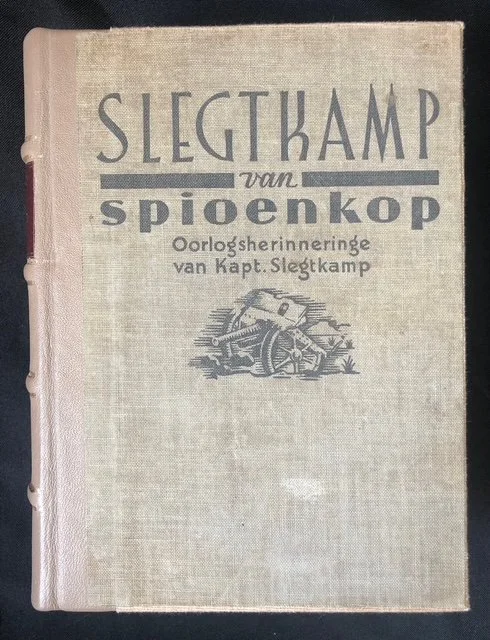 SLEGTKAMP
van
spioenkop
Oorlogsherinneringe
van Kapt. Slegtkamp